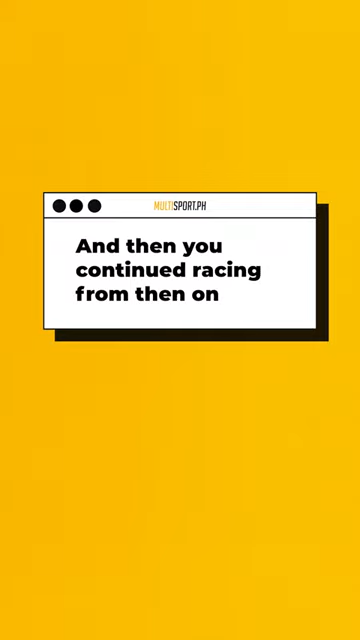 MULTISPORT.PH
And then you
continued racing
from then on